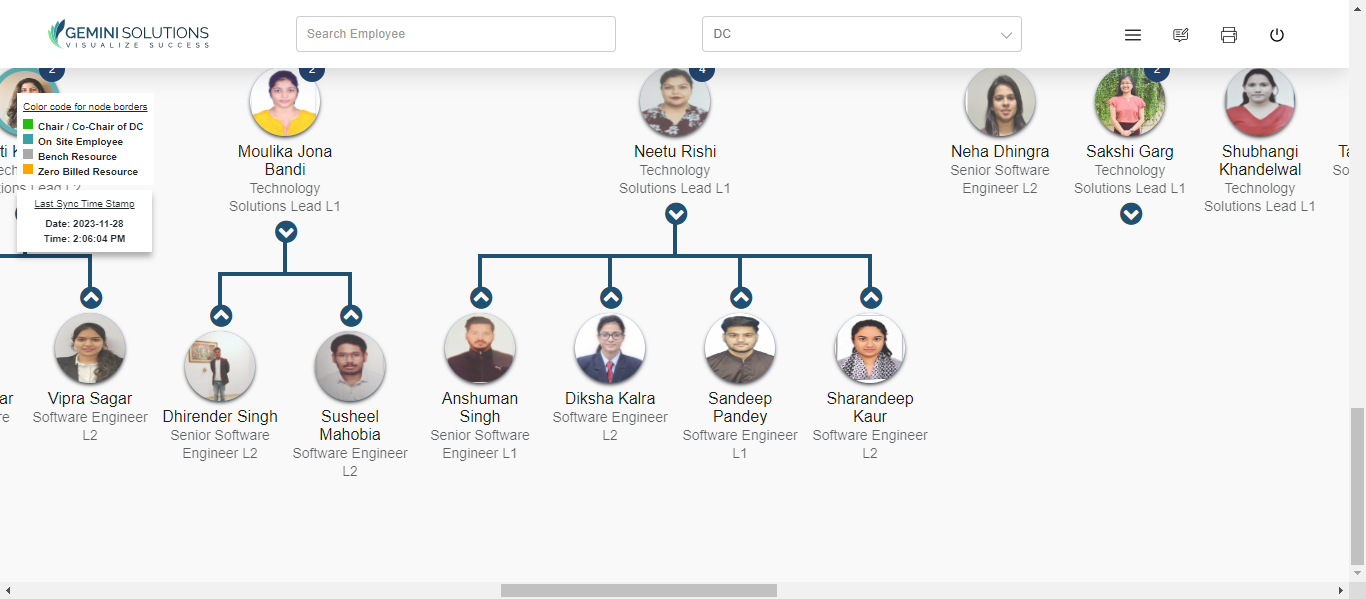 GEMINI SOLUTIONS
VISUALIZE SUCCESS
Search Employee
DC
2
2
4
2
Color code for node borders
Chair / Co-Chair of DC
On Site Employee
Bench Resource
Zero Billed Resource
Last Sync Time Stamp
Date: 2023-11-28
Time: 2:06:04 PM
ti K
Tech
Solutions Lead L2
Moulika Jona
Bandi
Technology
Solutions Lead L1
Neetu Rishi
Technology
Solutions Lead L1
Neha Dhingra
Senior Software
Engineer L2
Sakshi Garg
Technology
Solutions Lead L1
Shubhangi
Khandelwal
Technology
Solutions Lead L1
Ta
So
ar
re
Vipra Sagar
Software Engineer
L2
Dhirender Singh
Senior Software
Engineer L2
Susheel
Mahobia
Software Engineer
L2
Anshuman
Singh
Senior Software
Engineer L1
Diksha Kalra
Software Engineer
L2
Sandeep
Pandey
Software Engineer
L1
Sharandeep
Kaur
Software Engineer
L2